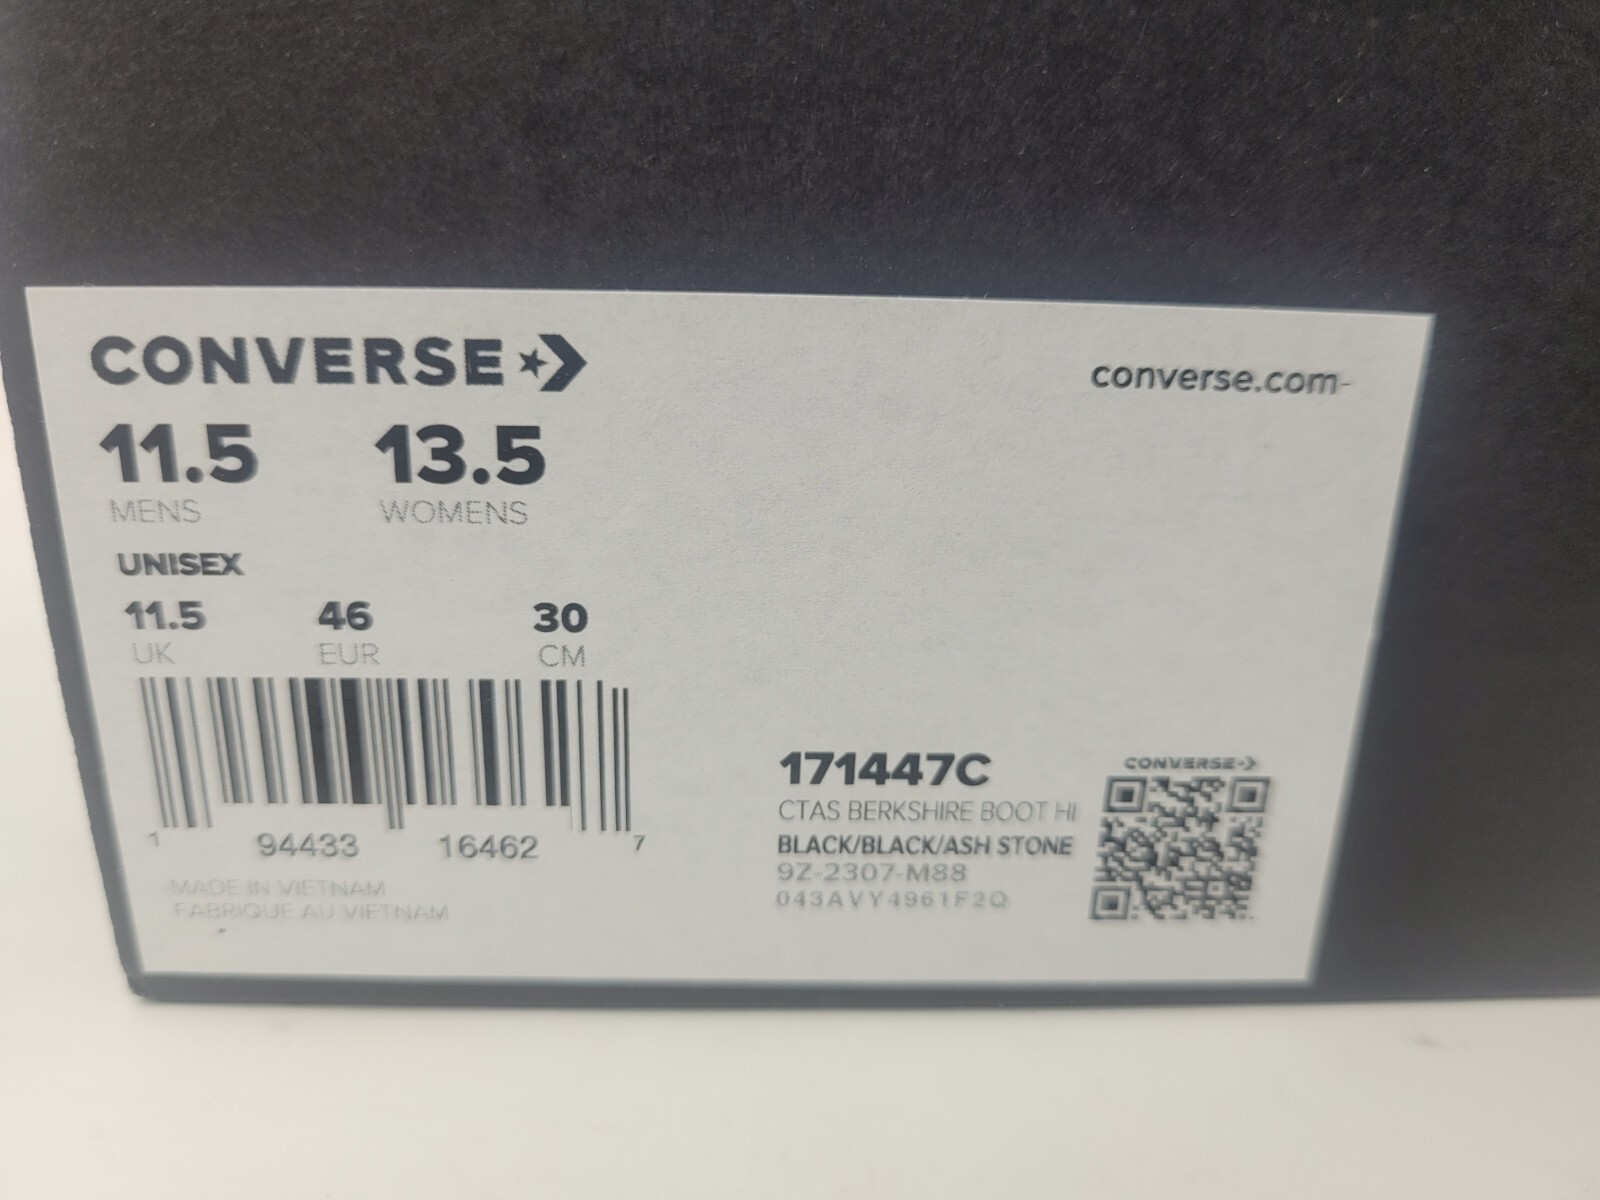 CONVERSE
converse.com
11.5 13.5
MENS WOMENS
UNISEX
11.5 46 30
UK EUR CM
1 94433 16462 7
MADE IN VIETNAM
FABRIQUE AU VIETNAM
171447C
CTAS BERKSHIRE BOOT HI
BLACK/BLACK/ASH STONE
9Z-2307-M88
043AVY4961F2Q
CONVERSE